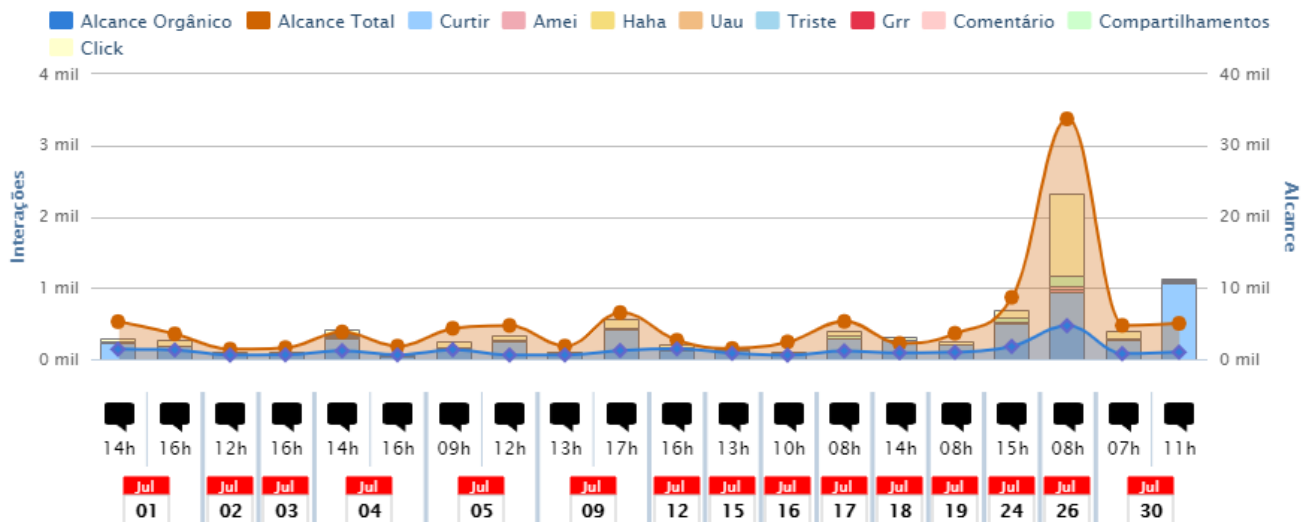 Alcance Orgânico Alcance Total Curtir Amei Haha Uau Triste Grr Comentário Compartilhamentos
Click
4 mil 40 mil
3 mil 30 mil
2 mil 20 mil
1 mil 10 mil
0 mil 0 mil
Interações
Alcance
14h 16h 12h 16h 14h 16h 09h 12h 13h 17h 16h 13h 10h 08h 14h 08h 15h 08h 07h 11h
Jul Jul Jul Jul Jul Jul Jul Jul Jul Jul Jul Jul Jul Jul Jul
01 02 03 04 05 09 12 15 16 17 18 19 24 26 30